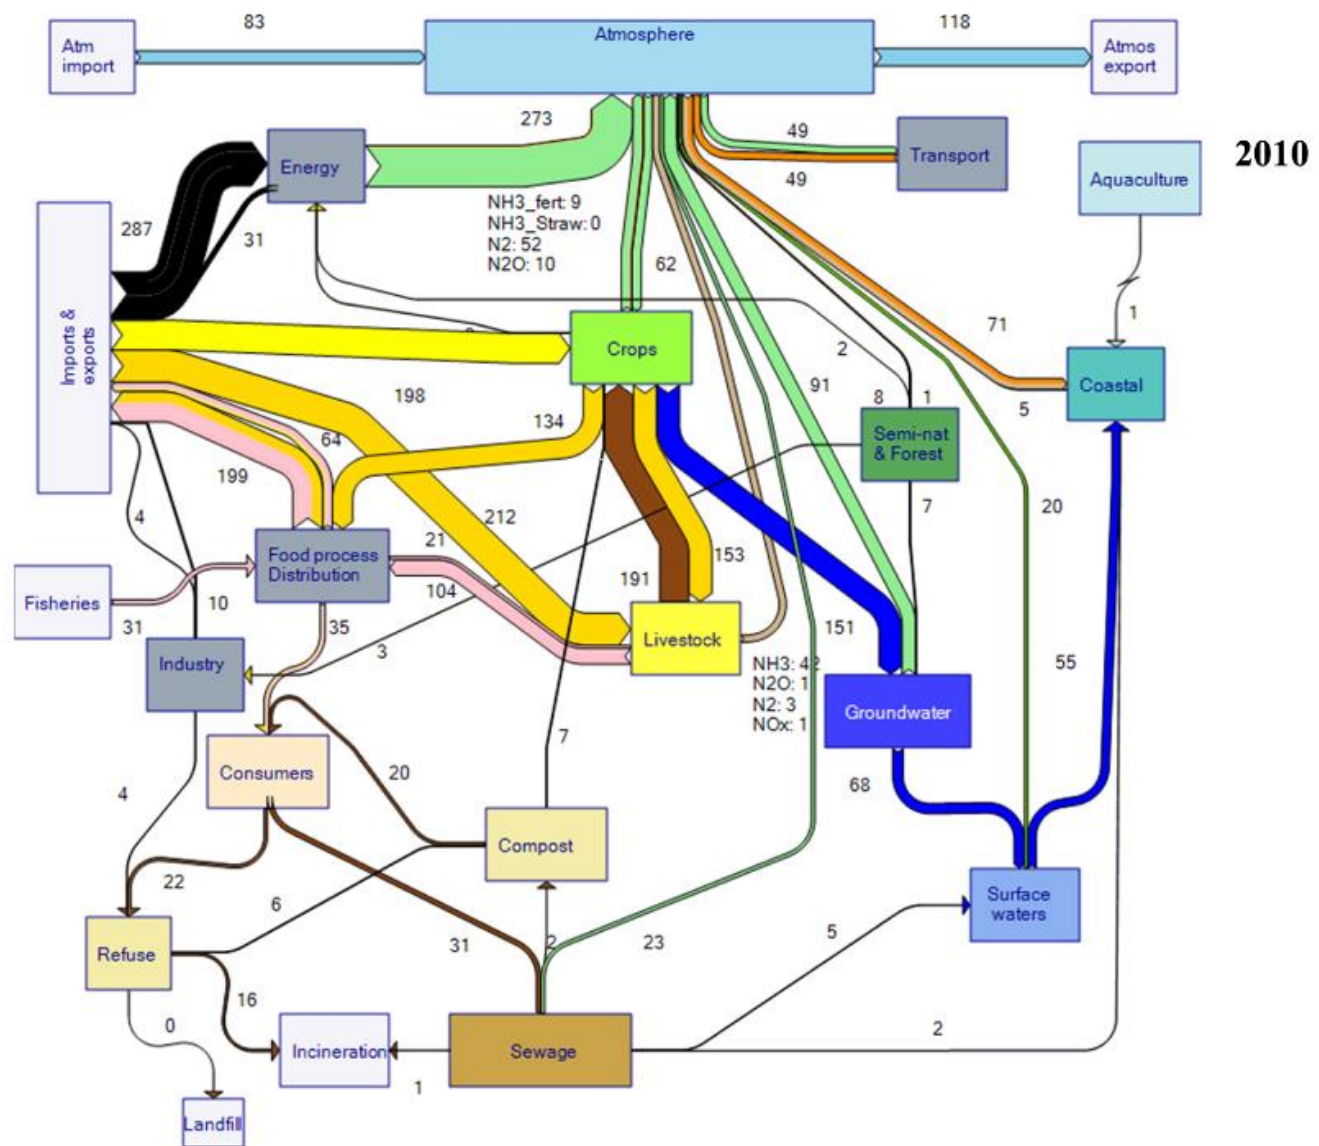 83
Atmosphere
118
Atm
import
Atmos
export
273
49
Transport
2010
Energy
Aquaculture
49
NH3_fert: 9
NH3_Straw: 0
N2: 52
N2O: 10
287
31
62
Imports &
exports
71
1
Crops
2
Coastal
198
91
8
1
5
134
64
Semi-nat
& Forest
199
4
212
7
20
Food process
Distribution
21
153
104
191
Fisheries
31
10
35
151
Livestock
Industry
3
55
NH3: 42
N2O: 1
N2: 3
NOx: 1
Groundwater
7
Consumers
20
68
4
Compost
22
6
Surface
waters
Refuse
31
2
23
5
16
0
2
Incineration
Sewage
1
Landfill